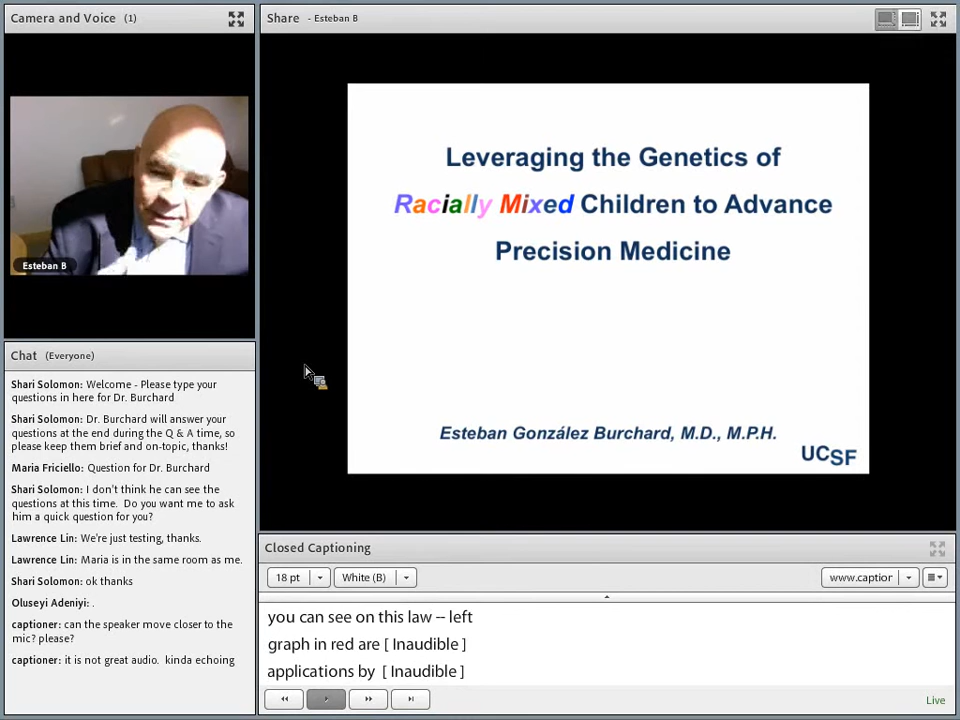 Camera and Voice (1)
Share - Esteban B
Leveraging the Genetics of
Racially Mixed Children to Advance
Precision Medicine
Esteban González Burchard, M.D., M.P.H.
UCSF
Esteban B
Chat (Everyone)
Shari Solomon: Welcome - Please type your
questions in here for Dr. Burchard
Shari Solomon: Dr. Burchard will answer your
questions at the end during the Q & A time, so
please keep them brief and on-topic, thanks!
Maria Friciello: Question for Dr. Burchard
Shari Solomon: I don't think he can see the
questions at this time. Do you want me to ask
him a quick question for you?
Lawrence Lin: We're just testing, thanks.
Lawrence Lin: Maria is in the same room as me.
Shari Solomon: ok thanks
Oluseyi Adeniyi: .
captioner: can the speaker move closer to the
mic? please?
captioner: it is not great audio. kinda echoing
Closed Captioning
18 pt
White (B)
www.caption
you can see on this law -- left
graph in red are [ Inaudible ]
applications by [ Inaudible ]
Live